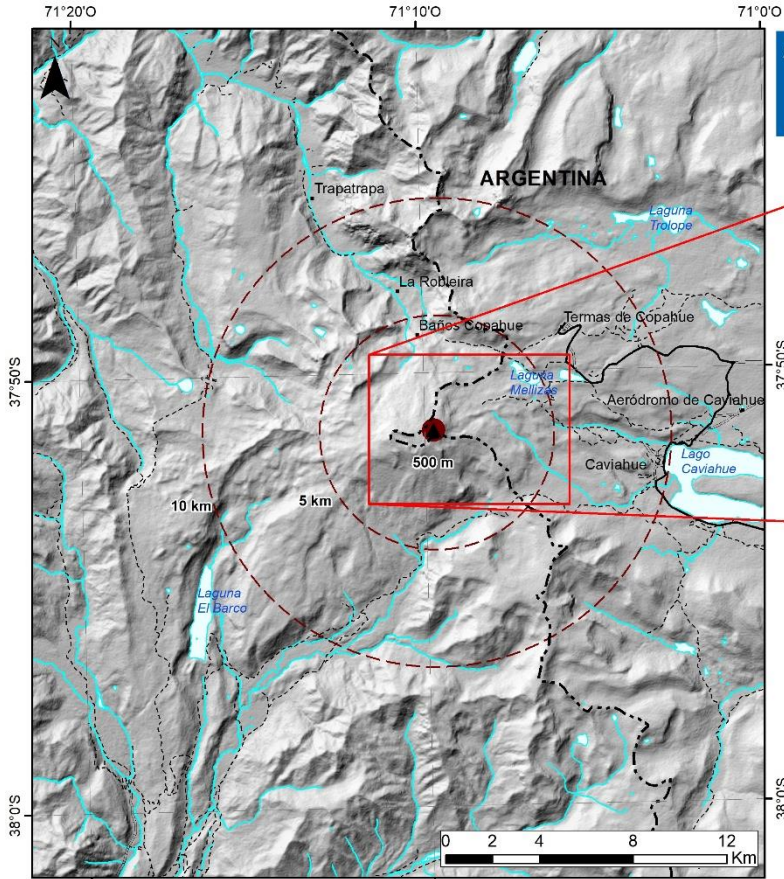 71°20'O
71°10'O
71°0'O
ARGENTINA
Trapatrapa
Laguna
Trolope
La Robleira
Termas de Copahue
Baños Copahue
37°50'S
37°50'S
Laguna
Mellizas
Aeródromo de Caviahue
500 m
Caviahue
Lago
Caviahue
10 km
5 km
Laguna
El Barco
38°0'S
38°0'S
0 2 4 8 12
Km